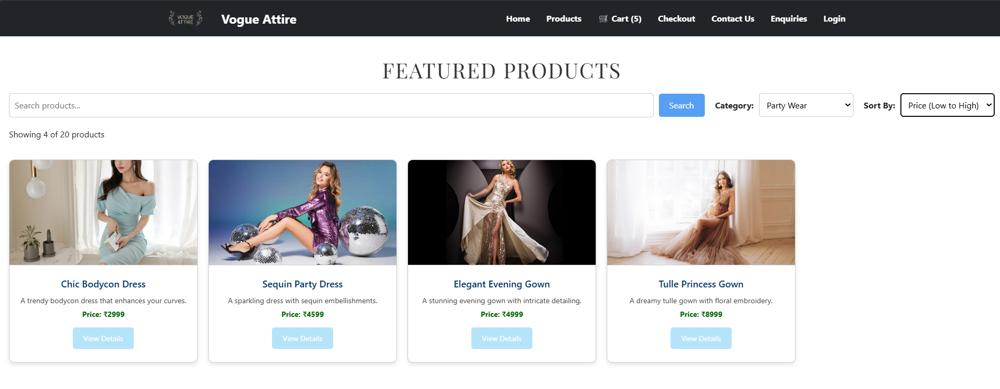 VOGUE
ATTIRE
Vogue Attire
Home
Products
🛒 Cart (5)
Checkout
Contact Us
Enquiries
Login
FEATURED PRODUCTS
Search products...
Search
Category:
Party Wear
Sort By:
Price (Low to High)
Showing 4 of 20 products
Chic Bodycon Dress
A trendy bodycon dress that enhances your curves.
Price: ₹2999
View Details
Sequin Party Dress
A sparkling dress with sequin embellishments.
Price: ₹4599
View Details
Elegant Evening Gown
A stunning evening gown with intricate detailing.
Price: ₹4999
View Details
Tulle Princess Gown
A dreamy tulle gown with floral embroidery.
Price: ₹8999
View Details